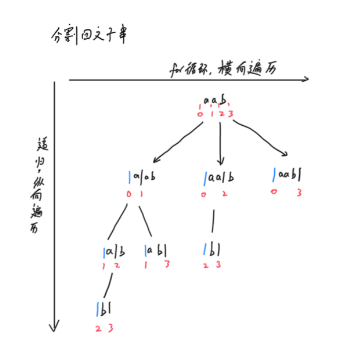 分割回文子串
for循环，横向遍历
aab
0 1 2 3
递归，纵向遍历
|a|ab
0 1
|aa|b
0 2
|aab|
0 3
|a|b
1 2
|ab|
1 3
|b|
2 3
|b|
2 3